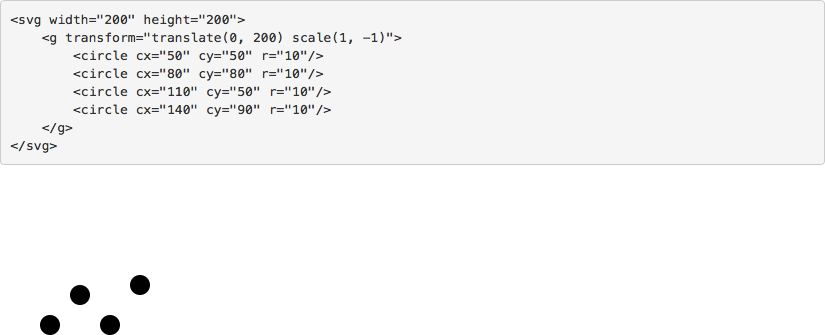 <svg width="200" height="200">
    <g transform="translate(0, 200) scale(1, -1)">
        <circle cx="50" cy="50" r="10"/>
        <circle cx="80" cy="80" r="10"/>
        <circle cx="110" cy="50" r="10"/>
        <circle cx="140" cy="90" r="10"/>
    </g>
</svg>